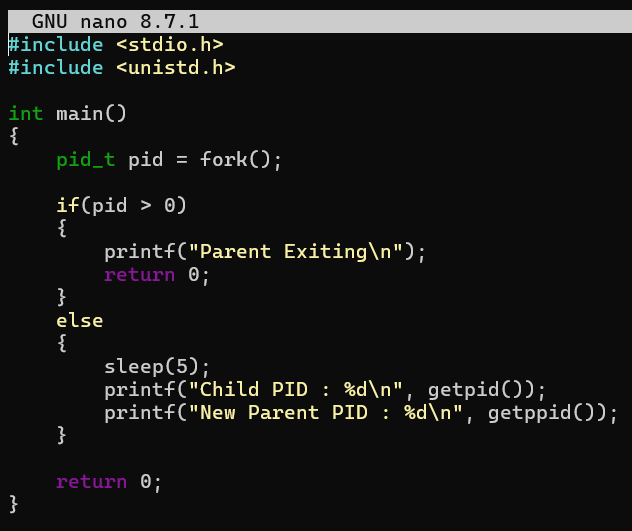 GNU nano 8.7.1
#include <stdio.h>
#include <unistd.h>

int main()
{
    pid_t pid = fork();

    if(pid > 0)
    {
        printf("Parent Exiting\n");
        return 0;
    }
    else
    {
        sleep(5);
        printf("Child PID : %d\n", getpid());
        printf("New Parent PID : %d\n", getppid());
    }

    return 0;
}